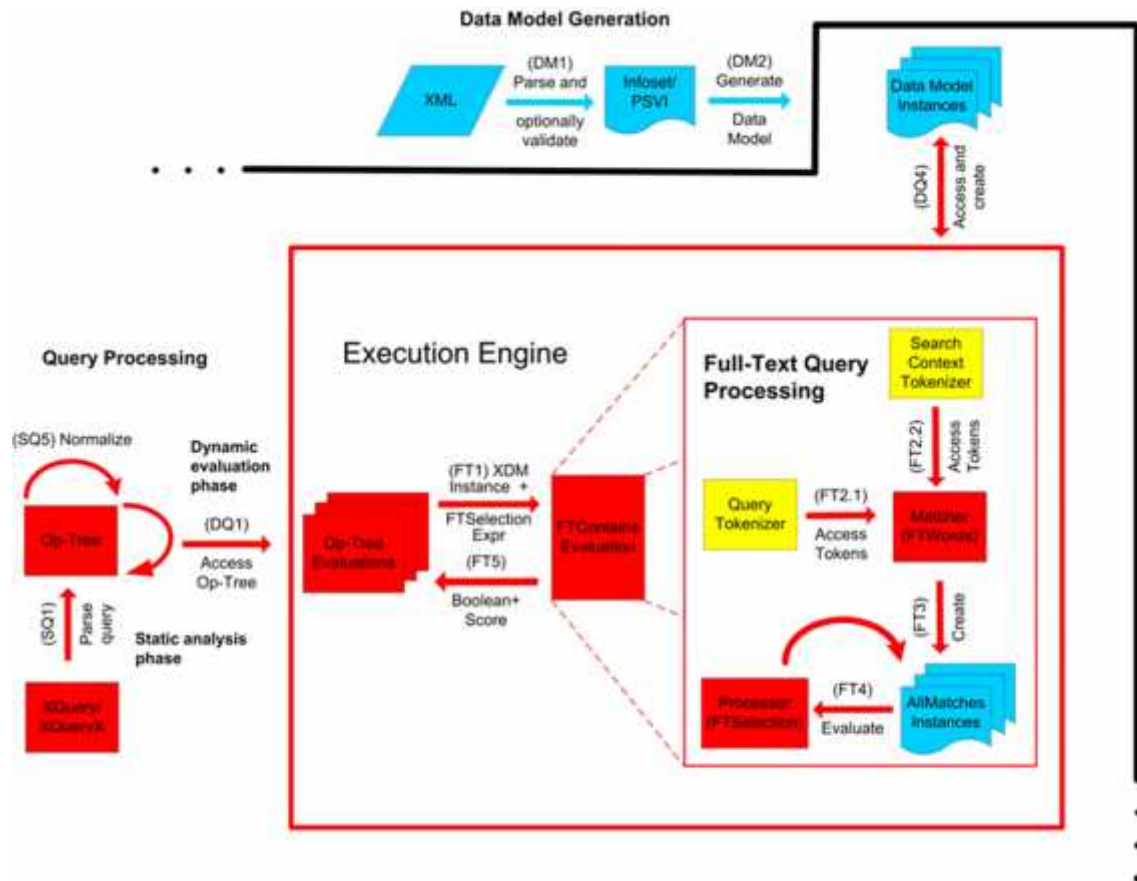 Data Model Generation
XML
(DM1)
Parse and
optionally
validate
Infoset/
PSVI
(DM2)
Generate
Data
Model
Data Model
Instances
(DQ4)
Access and
create
Query Processing
(SQ5) Normalize
Op-Tree
(SQ1)
Parse
query
XQuery/
XQueryX
Dynamic
evaluation
phase
(DQ1)
Access
Op-Tree
Static analysis
phase
Execution Engine
Op-Tree
Evaluations
(FT1) XDM
Instance +
FTSelection
Expr
(FT5)
Boolean+
Score
FTContains
Evaluation
Full-Text Query
Processing
Search
Context
Tokenizer
(FT2.2)
Access
Tokens
Query
Tokenizer
(FT2.1)
Access
Tokens
Matcher
(FTWords)
(FT3)
Create
AllMatches
Instances
(FT4)
Evaluate
Processor
(FTSelection)